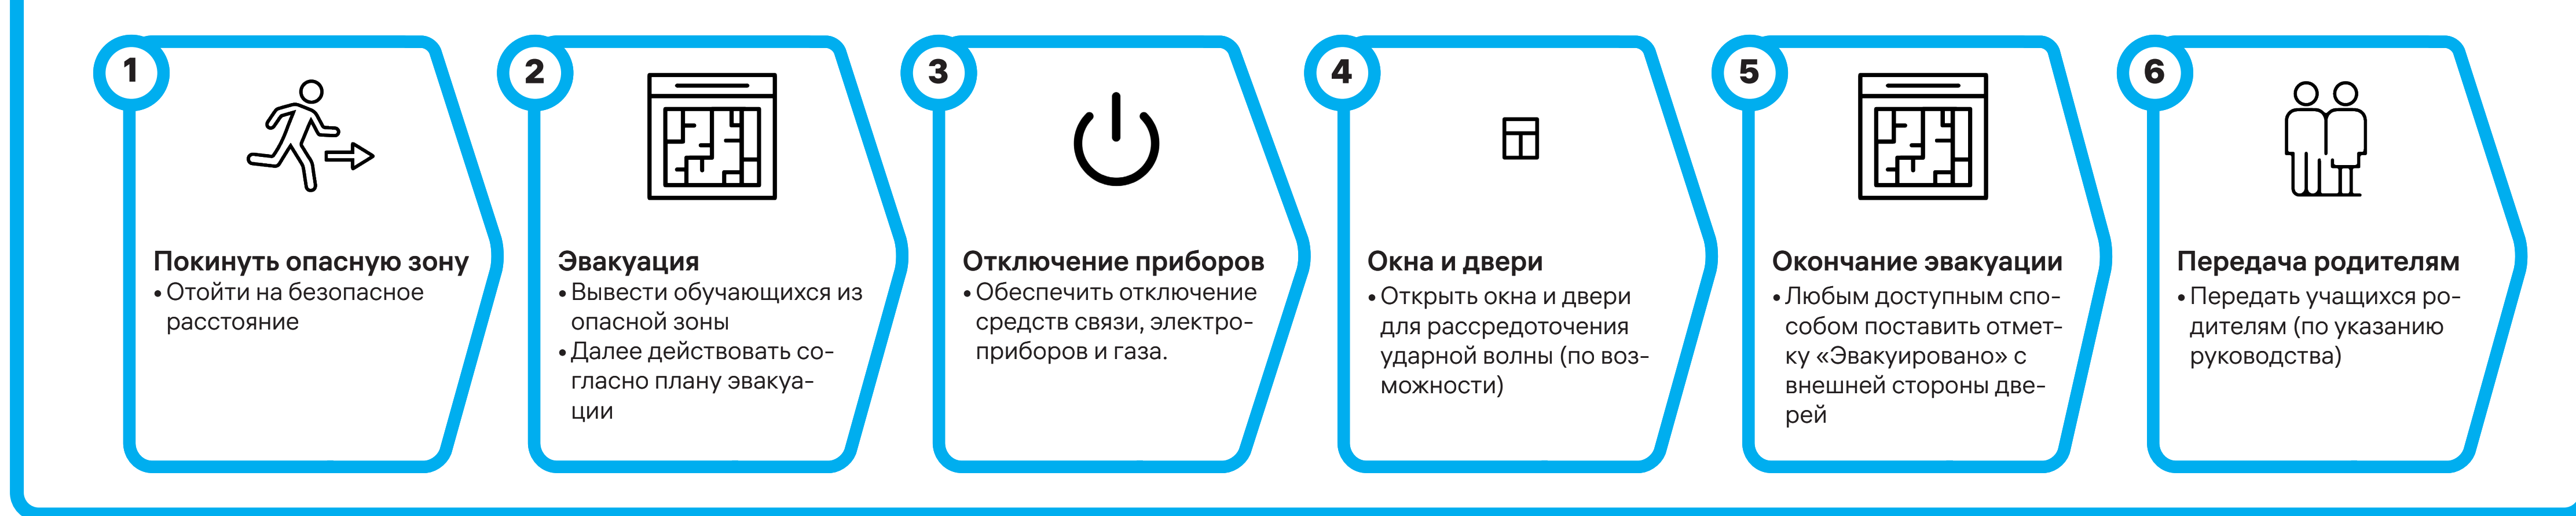 1
Покинуть опасную зону
• Отойти на безопасное
расстояние
2
Эвакуация
• Вывести обучающихся из
опасной зоны
• Далее действовать со-
гласно плану эвакуа-
ции
3
Отключение приборов
• Обеспечить отключение
средств связи, электро-
приборов и газа.
4
Окна и двери
• Открыть окна и двери
для рассредоточения
ударной волны (по воз-
можности)
5
Окончание эвакуации
• Любым доступным спо-
собом поставить отмет-
ку «Эвакуировано» с
внешней стороны две-
рей
6
Передача родителям
• Передать учащихся ро-
дителям (по указанию
руководства)